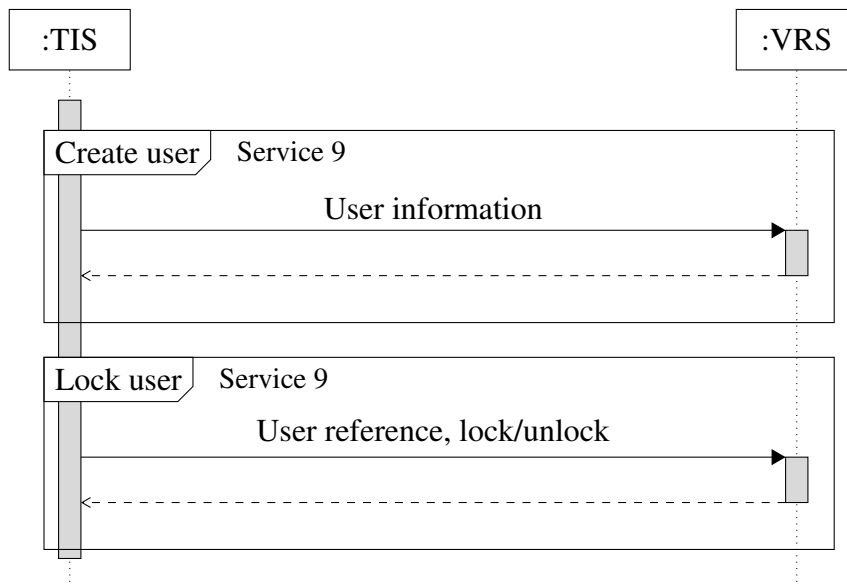 :TIS
:VRS
Create user
Service 9
User information
Lock user
Service 9
User reference, lock/unlock